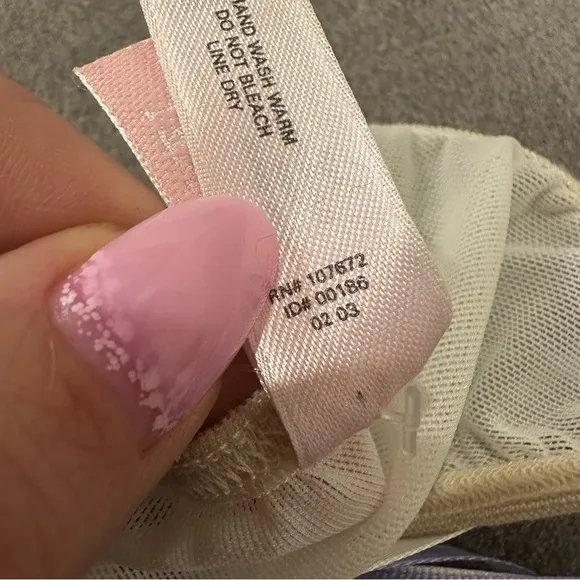 HAND WASH WARM
DO NOT BLEACH
LINE DRY
RN# 107672
ID# 00186
02 03